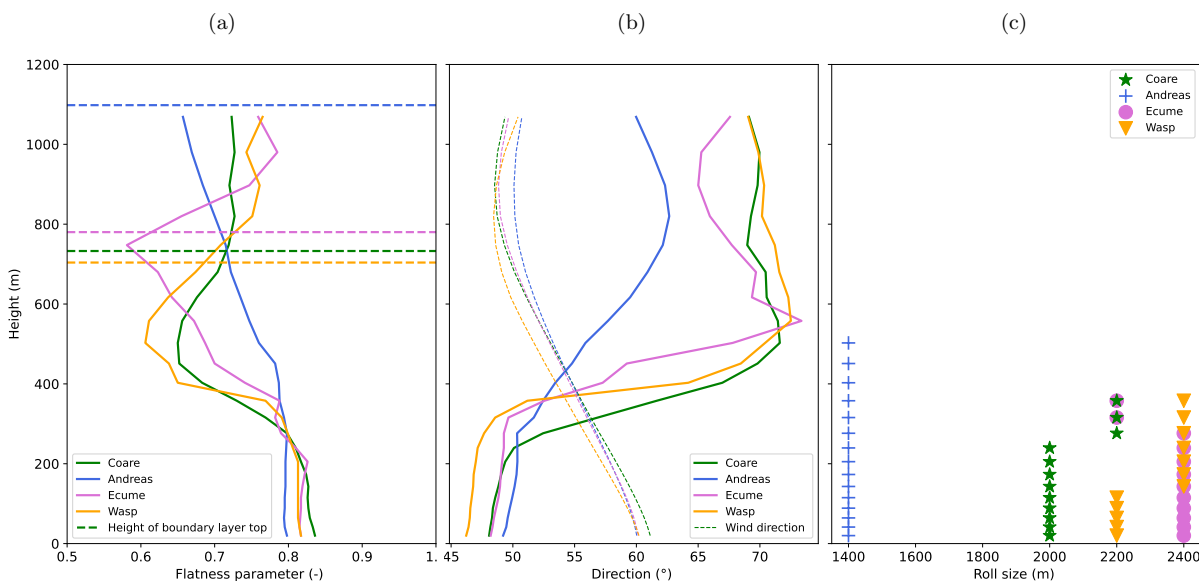 (a)
(b)
(c)
1200
1000
800
600
400
200
0
Height (m)
0.5
0.6
0.7
0.8
0.9
1
Flatness parameter (-)
Coare
Andreas
Ecume
Wasp
Height of boundary layer top
45
50
55
60
65
70
Direction (°)
Coare
Andreas
Ecume
Wasp
Wind direction
1400
1600
1800
2000
2200
2400
Roll size (m)
Coare
Andreas
Ecume
Wasp